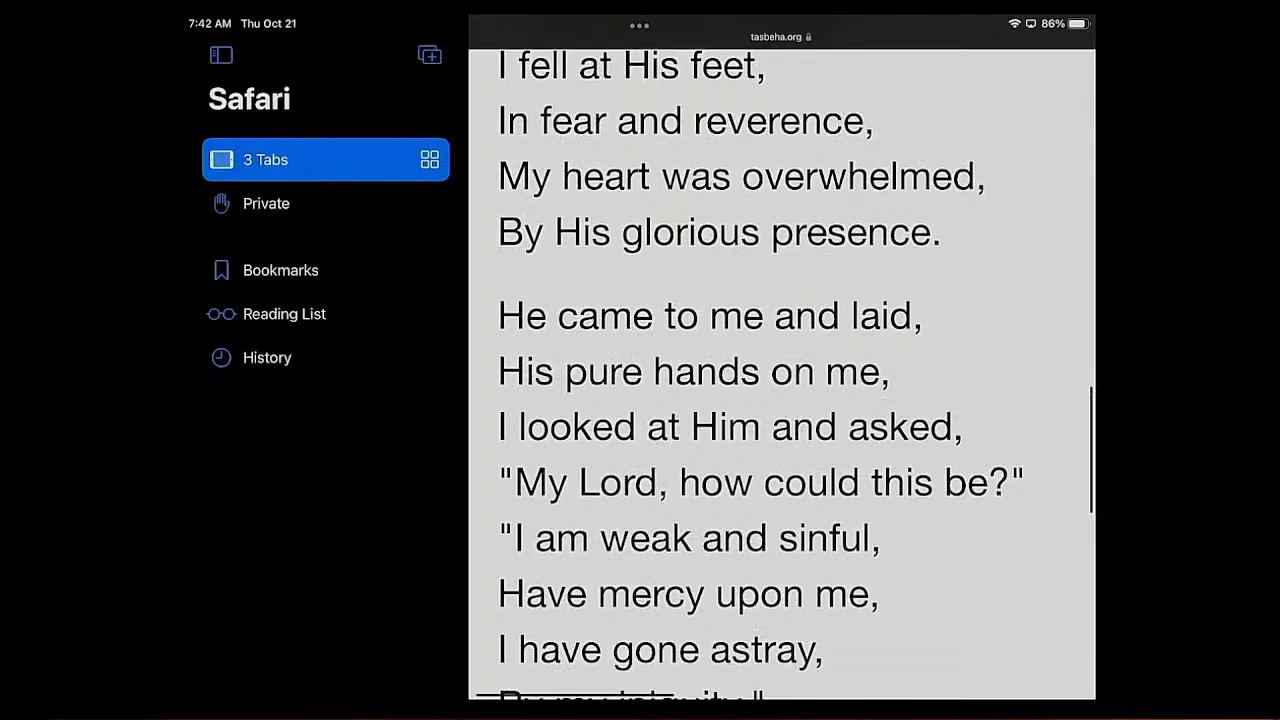 7:42 AM Thu Oct 21
86%
tasbeha.org
Safari
3 Tabs
Private
Bookmarks
Reading List
History
I fell at His feet,
In fear and reverence,
My heart was overwhelmed,
By His glorious presence.
He came to me and laid,
His pure hands on me,
I looked at Him and asked,
"My Lord, how could this be?"
"I am weak and sinful,
Have mercy upon me,
I have gone astray,